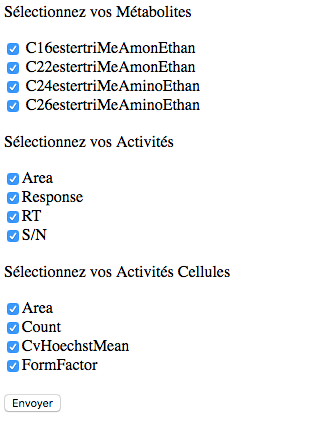 Sélectionnez vos Métabolites
C16estertriMeAmonEthan
C22estertriMeAmonEthan
C24estertriMeAminoEthan
C26estertriMeAminoEthan
Sélectionnez vos Activités
Area
Response
RT
S/N
Sélectionnez vos Activités Cellules
Area
Count
CvHoechstMean
FormFactor
Envoyer